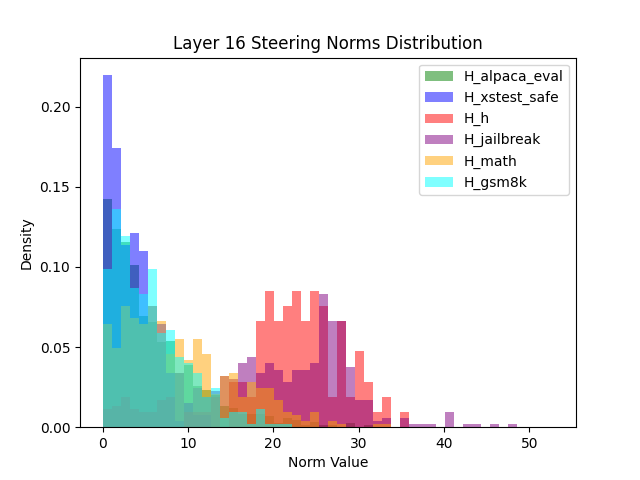 Layer 16 Steering Norms Distribution
H_alpaca_eval
H_xstest_safe
H_h
H_jailbreak
H_math
H_gsm8k
Density
0.20
0.15
0.10
0.05
0.00
0 10 20 30 40 50
Norm Value